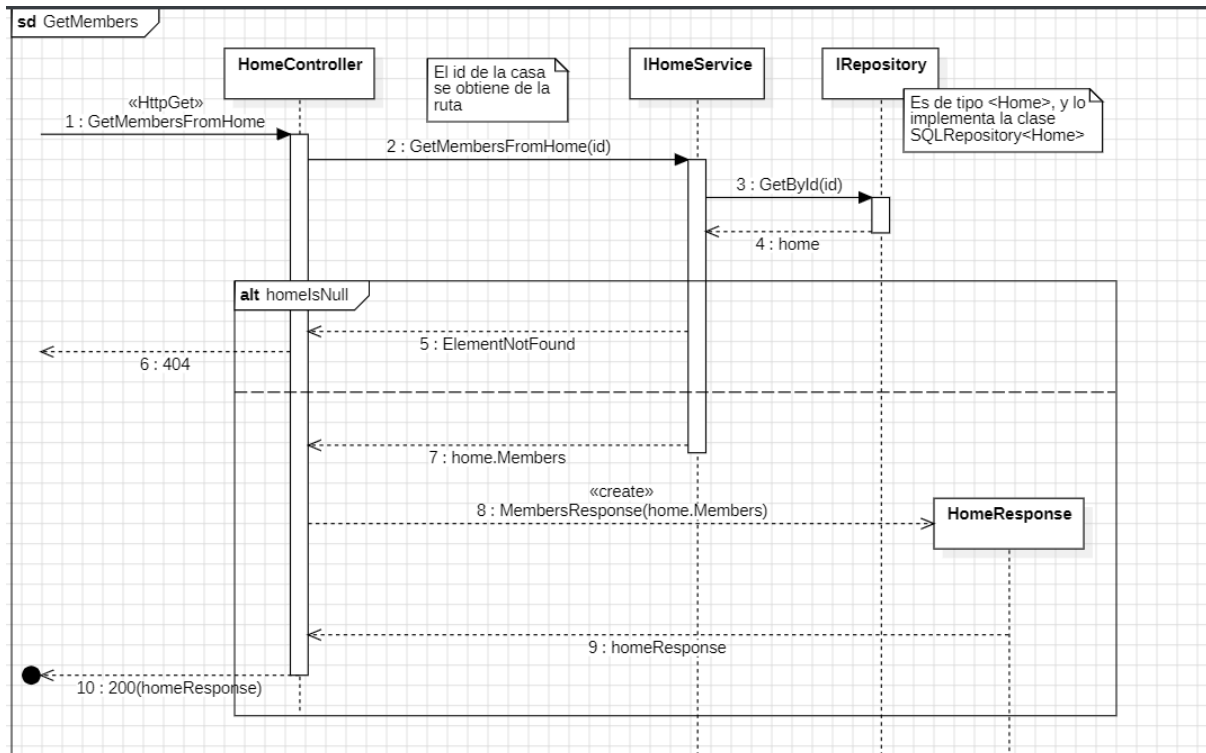 sd GetMembers
HomeController
El id de la casa
se obtiene de la
ruta
IHomeService
IRepository
Es de tipo <Home>, y lo
implementa la clase
SQLRepository<Home>
«HttpGet»
1 : GetMembersFromHome
2 : GetMembersFromHome(id)
3 : GetById(id)
4 : home
alt homeIsNull
5 : ElementNotFound
6 : 404
7 : home.Members
«create»
8 : MembersResponse(home.Members)
HomeResponse
9 : homeResponse
10 : 200(homeResponse)